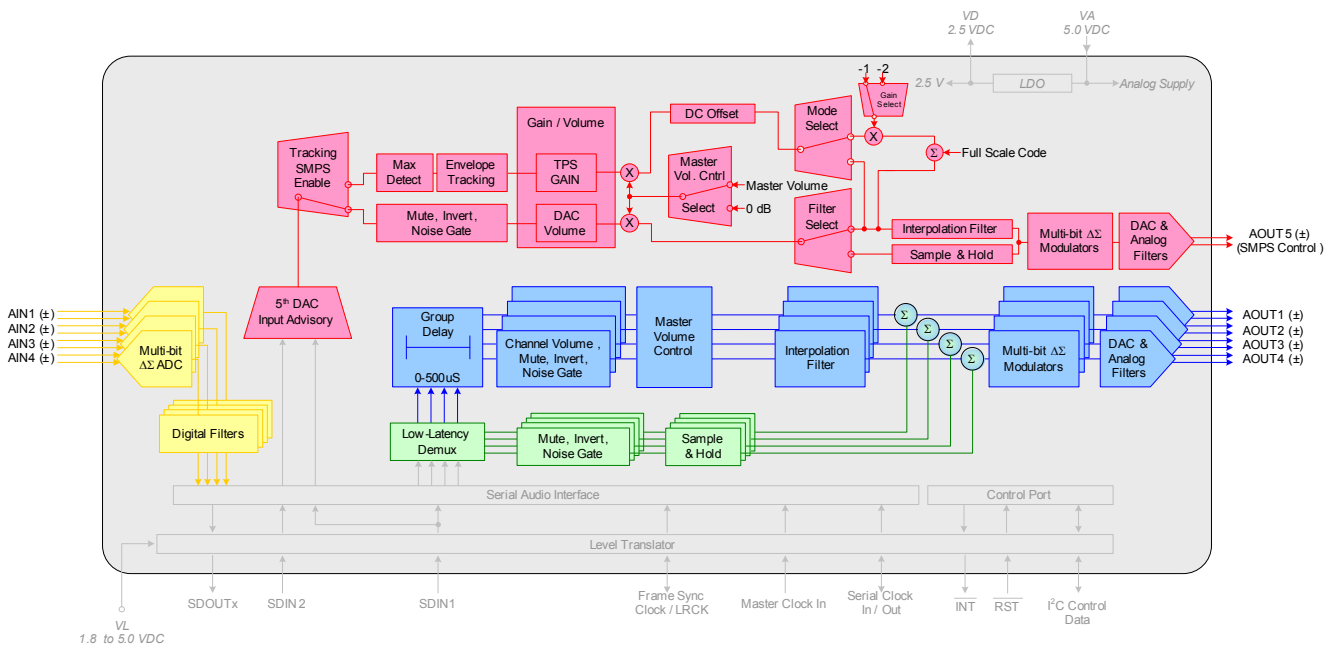 VD
2.5 VDC
VA
5.0 VDC
2.5 V
LDO
Analog Supply
-1 -2
Gain
Select
Mode
Select
X
Σ
Full Scale Code
DC Offset
Gain / Volume
Tracking
SMPS
Enable
Max
Detect
Envelope
Tracking
TPS
GAIN
X
Master
Vol. Cntrl
Select
Master Volume
0 dB
Mute, Invert,
Noise Gate
DAC
Volume
X
Filter
Select
Interpolation Filter
Sample & Hold
Multi-bit ΔΣ
Modulators
DAC &
Analog
Filters
AOUT5 (±)
(SMPS Control)
5th DAC
Input Advisory
AIN1 (±)
AIN2 (±)
AIN3 (±)
AIN4 (±)
Multi-bit
ΔΣ ADC
Digital Filters
Group
Delay
0-500uS
Channel Volume,
Mute, Invert,
Noise Gate
Master
Volume
Control
Interpolation
Filter
Σ
Σ
Σ
Σ
Multi-bit ΔΣ
Modulators
DAC &
Analog
Filters
AOUT1 (±)
AOUT2 (±)
AOUT3 (±)
AOUT4 (±)
Low-Latency
Demux
Mute, Invert,
Noise Gate
Sample
& Hold
Serial Audio Interface
Control Port
Level Translator
VL
1.8 to 5.0 VDC
SDOUTx
SDIN2
SDIN1
Frame Sync
Clock / LRCK
Master Clock In
Serial Clock
In / Out
INT
RST
I²C Control
Data